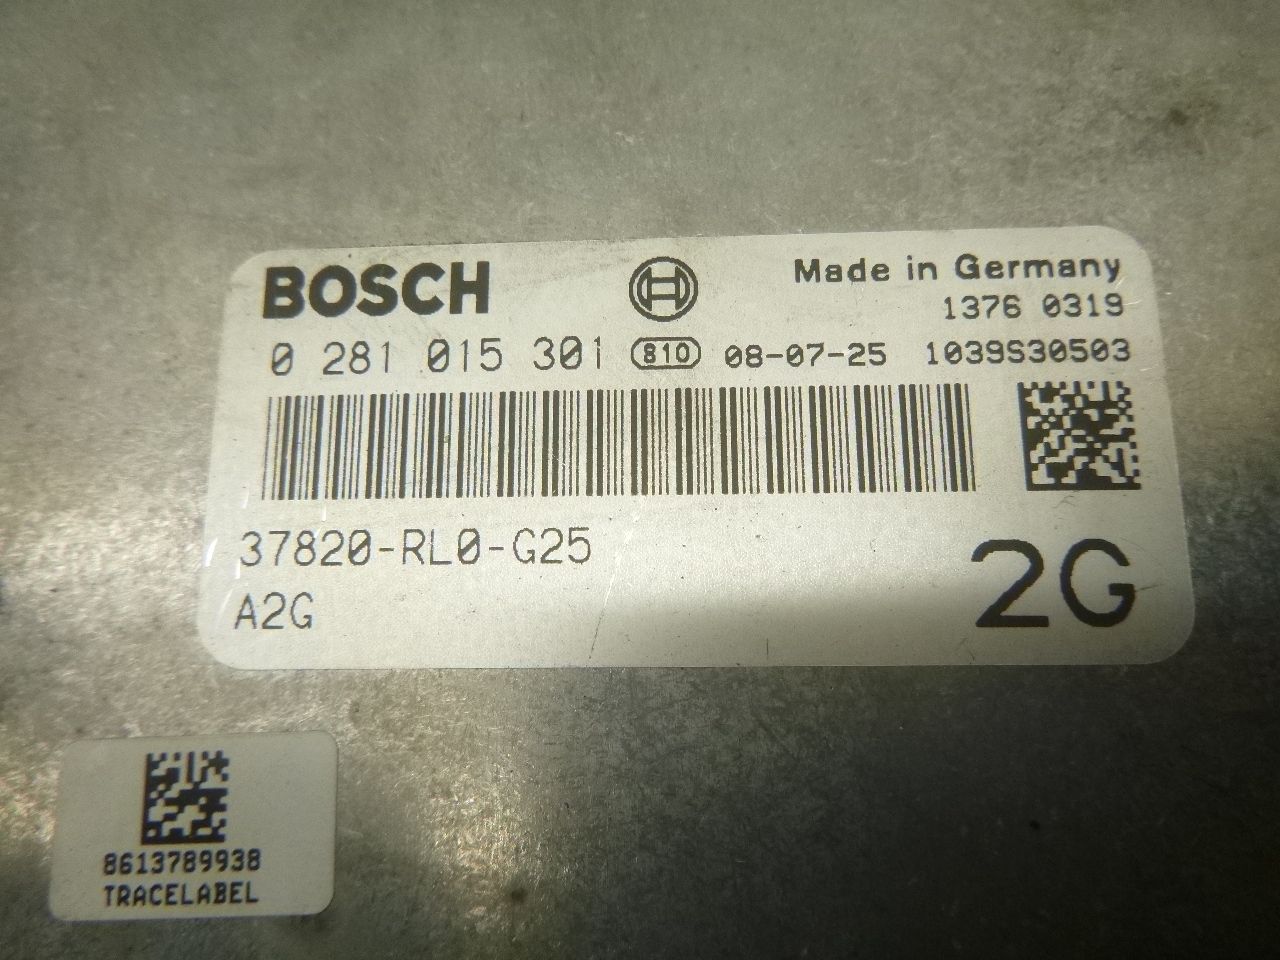 BOSCH
Made in Germany
1376 0319
0 281 015 301 810 08-07-25 1039S30503
37820-RL0-G25
A2G
2G
8613789938
TRACELABEL